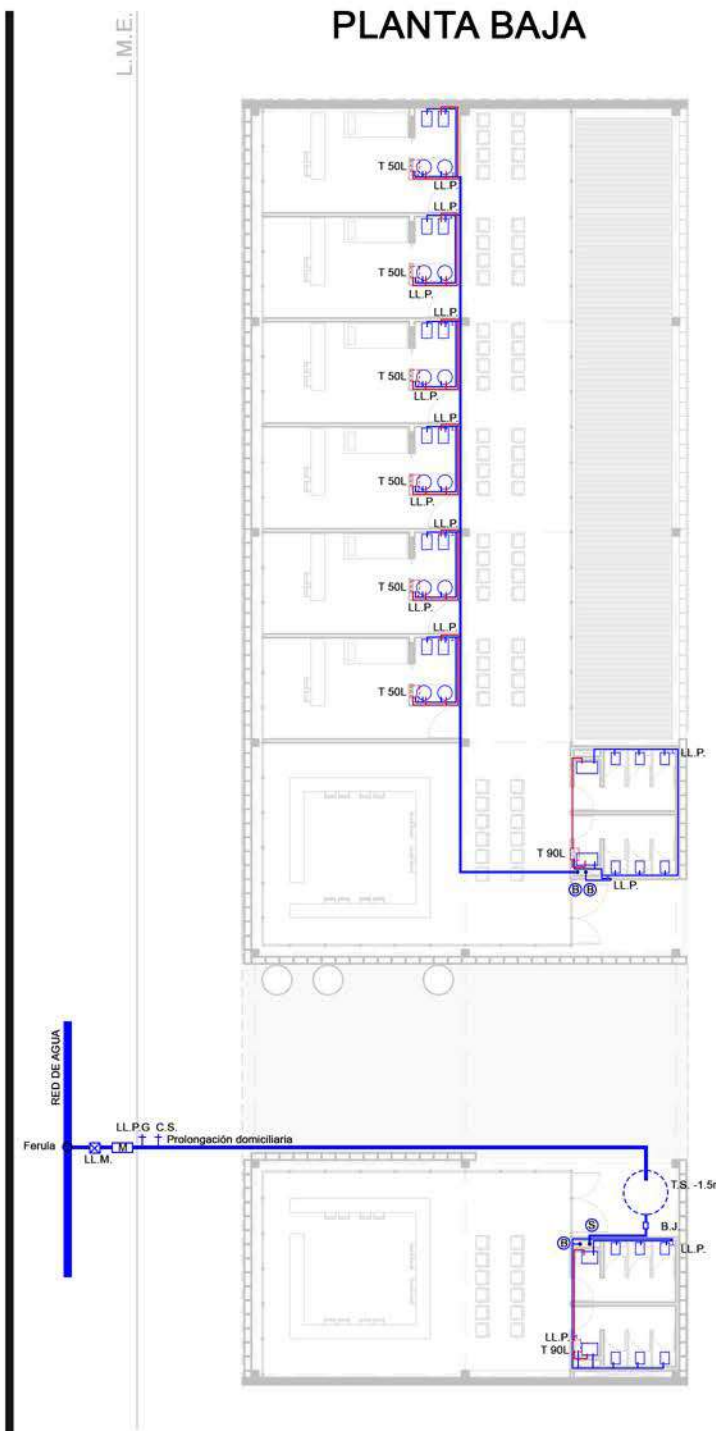 PLANTA BAJA
L.M.E.
T 50L
LL.P.
LL.P.
T 50L
LL.P.
LL.P.
T 50L
LL.P.
LL.P.
T 50L
LL.P.
LL.P.
T 50L
LL.P.
LL.P.
T 50L
LL.P.
T 90L
B B
LL.P.
RED DE AGUA
LL.P.G C.S.
Prolongación domiciliaria
Ferula
M
LL.M.
T.S. -1.5m
S
B.J.
B
LL.P.
LL.P.
T 90L